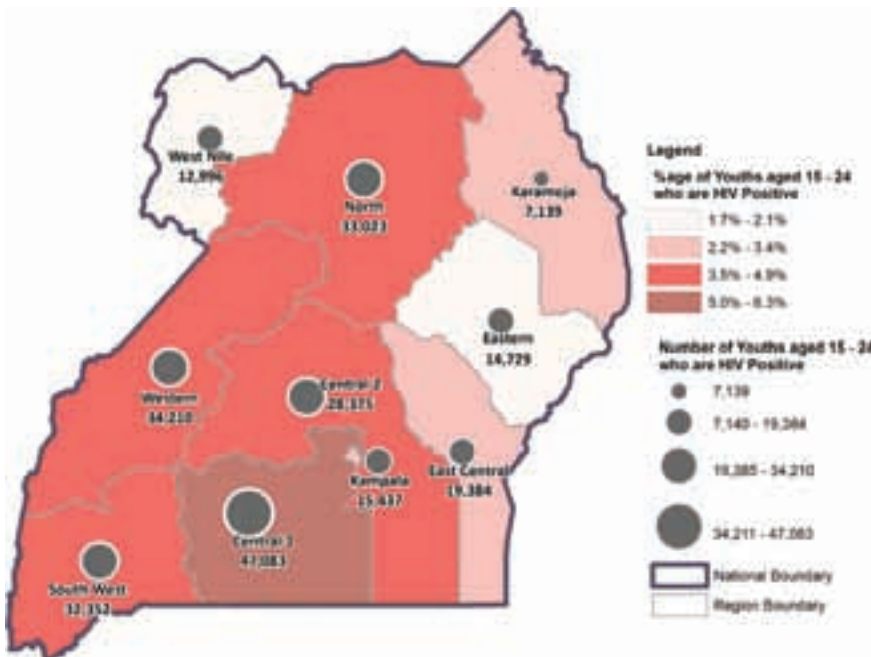 West Nile
12,996
North
33,023
Karamoja
7,139
Eastern
14,729
Western
34,210
Central 2
28,375
Kampala
15,437
East Central
19,384
Central 1
47,083
South West
32,352
Legend
%age of Youths aged 15 - 24
who are HIV Positive
1.7% - 2.1%
2.2% - 3.4%
3.5% - 4.9%
5.0% - 6.3%
Number of Youths aged 15 - 24
who are HIV Positive
7,139
7,140 - 19,384
19,385 - 34,210
34,211 - 47,083
National Boundary
Region Boundary